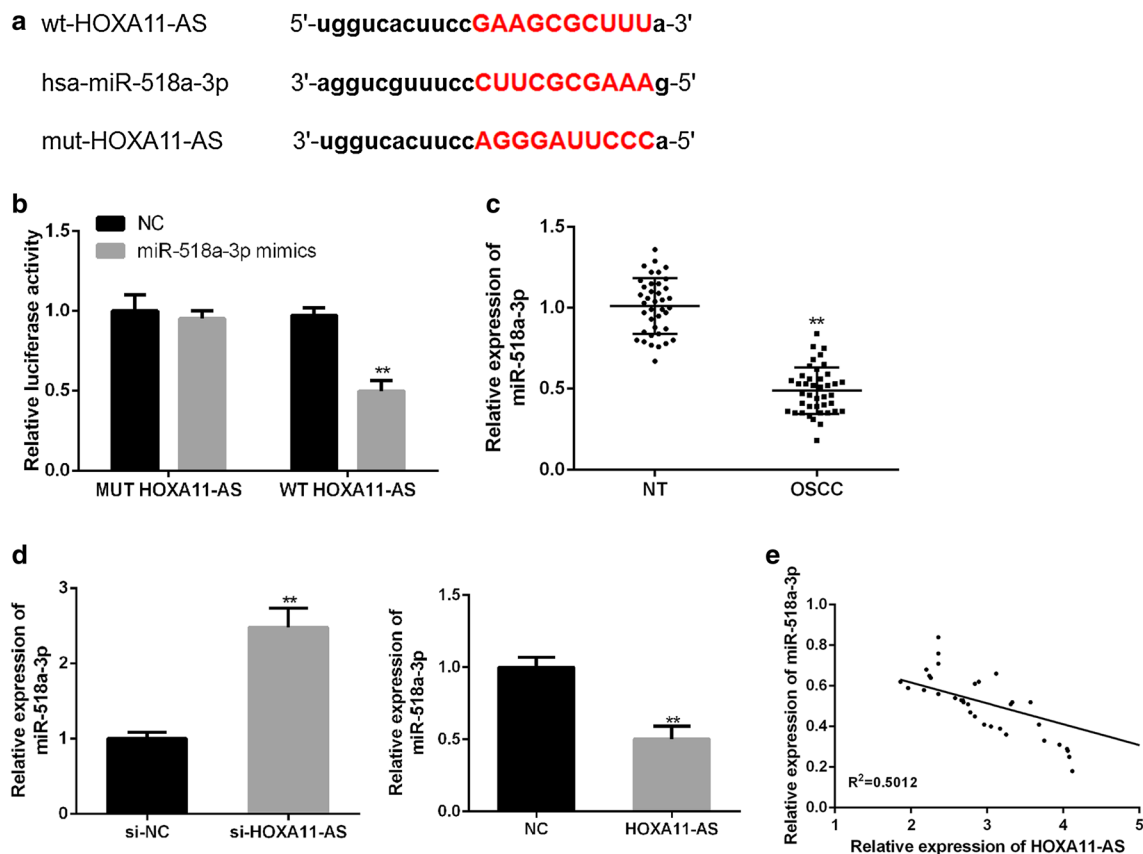 a
wt-HOXA11-AS 5'-uggucacuuccGAAGCGCUUUa-3'
hsa-miR-518a-3p 3'-aggucguuuccCUUCGCGAAAg-5'
mut-HOXA11-AS 3'-uggucacuuccAGGGAUUCCCa-5'
b
NC
miR-518a-3p mimics
Relative luciferase activity
1.5
1.0
0.5
0.0
**
MUT HOXA11-AS WT HOXA11-AS
c
Relative expression of
miR-518a-3p
1.5
1.0
0.5
0.0
**
NT OSCC
d
Relative expression of
miR-518a-3p
3
2
1
0
**
si-NC si-HOXA11-AS
Relative expression of
miR-518a-3p
1.5
1.0
0.5
0.0
**
NC HOXA11-AS
e
Relative expression of miR-518a-3p
1.0
0.8
0.6
0.4
0.2
0.0
R²=0.5012
1 2 3 4 5
Relative expression of HOXA11-AS